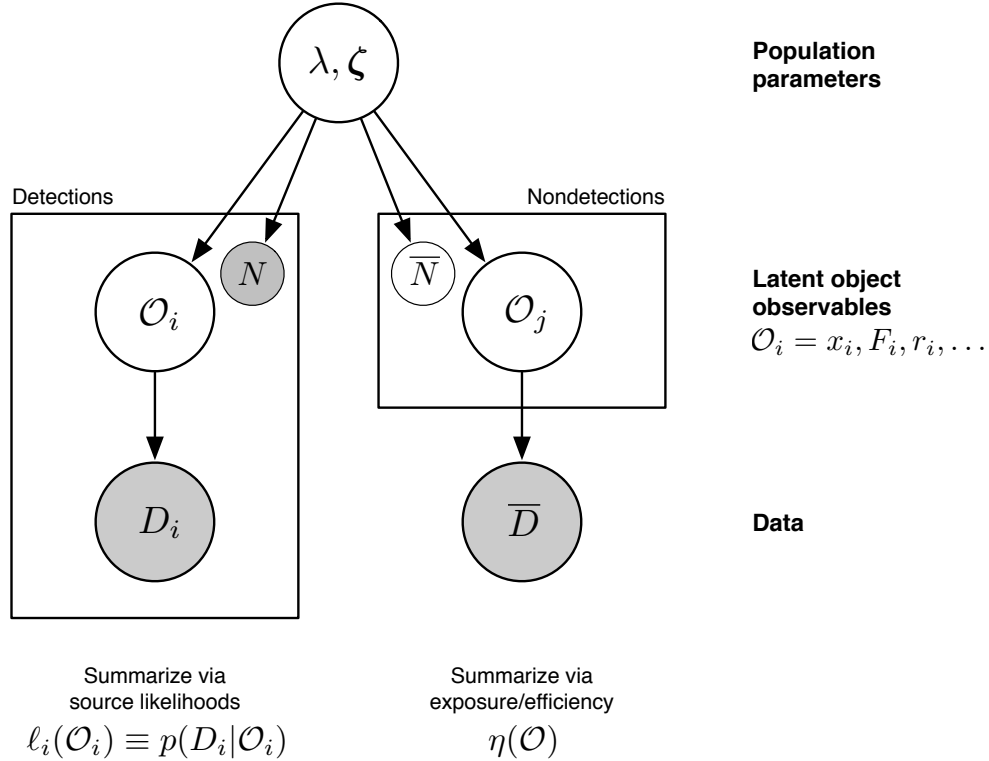 λ, ζ
Population
parameters
Detections
Nondetections
𝒪ᵢ
N
N̅
𝒪ⱼ
Latent object
observables
𝒪ᵢ = xᵢ, Fᵢ, rᵢ, …
Dᵢ
D̅
Data
Summarize via
source likelihoods
ℓᵢ(𝒪ᵢ) ≡ p(Dᵢ|𝒪ᵢ)
Summarize via
exposure/efficiency
η(𝒪)